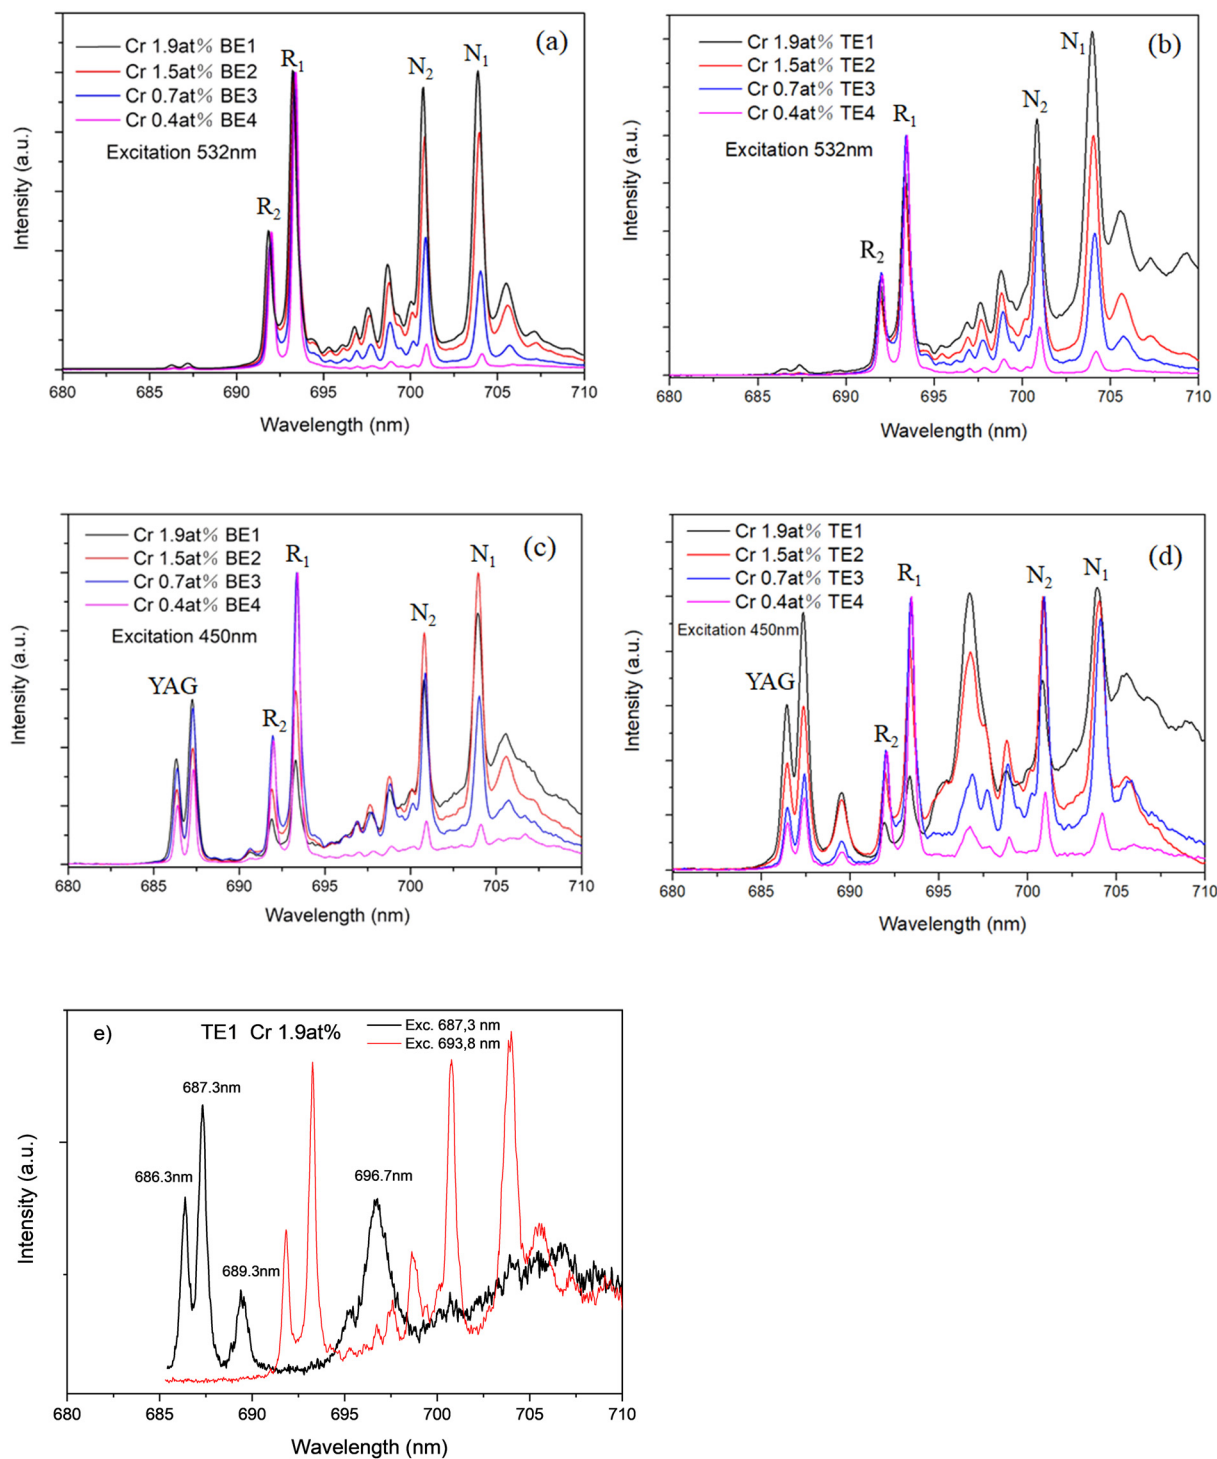 (a)
Cr 1.9at% BE1
Cr 1.5at% BE2
Cr 0.7at% BE3
Cr 0.4at% BE4
Excitation 532nm
R2
R1
N2
N1
Intensity (a.u.)
680 685 690 695 700 705 710
Wavelength (nm)
(b)
Cr 1.9at% TE1
Cr 1.5at% TE2
Cr 0.7at% TE3
Cr 0.4at% TE4
Excitation 532nm
R2
R1
N2
N1
Intensity (a.u.)
680 685 690 695 700 705 710
Wavelength (nm)
(c)
Cr 1.9at% BE1
Cr 1.5at% BE2
Cr 0.7at% BE3
Cr 0.4at% BE4
Excitation 450nm
YAG
R2
R1
N2
N1
Intensity (a.u.)
680 685 690 695 700 705 710
Wavelength (nm)
(d)
Cr 1.9at% TE1
Cr 1.5at% TE2
Cr 0.7at% TE3
Cr 0.4at% TE4
Excitation 450nm
YAG
R2
R1
N2
N1
Intensity (a.u.)
680 685 690 695 700 705 710
Wavelength (nm)
e)
TE1 Cr 1.9at%
Exc. 687,3 nm
Exc. 693,8 nm
687.3nm
686.3nm
689.3nm
696.7nm
Intensity (a.u.)
680 685 690 695 700 705 710
Wavelength (nm)